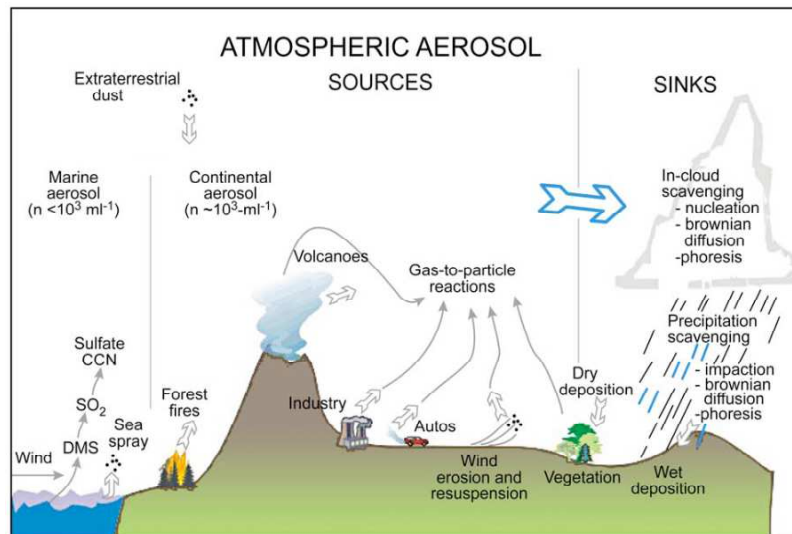 ATMOSPHERIC AEROSOL
SOURCES
SINKS
Extraterrestrial
dust
Marine
aerosol
(n <10³ ml⁻¹)
Continental
aerosol
(n ~10³-ml⁻¹)
In-cloud
scavenging
- nucleation
- brownian
diffusion
-phoresis
Volcanoes
Gas-to-particle
reactions
Precipitation
scavenging
- impaction
- brownian
diffusion
-phoresis
Sulfate
CCN
SO₂
DMS
Wind
Sea
spray
Forest
fires
Industry
Autos
Wind
erosion and
resuspension
Dry
deposition
Vegetation
Wet
deposition